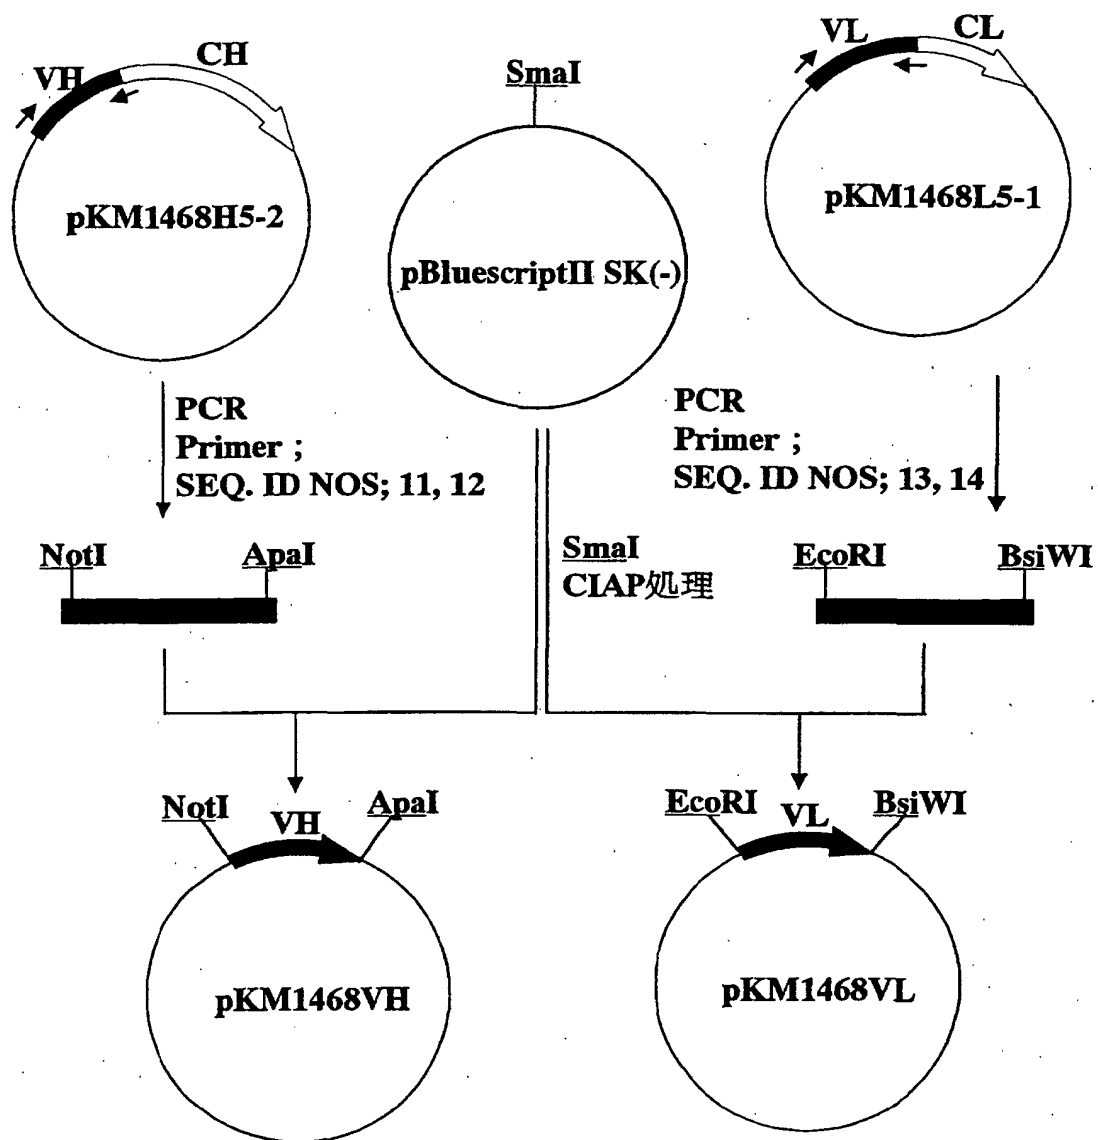 VH
CH
pKM1468H5-2
SmaI
pBluescriptII SK(-)
VL
CL
pKM1468L5-1
PCR
Primer ;
SEQ. ID NOS; 11, 12
PCR
Primer ;
SEQ. ID NOS; 13, 14
NotI
ApaI
SmaI
CIAP処理
EcoRI
BsiWI
NotI
VH
ApaI
pKM1468VH
EcoRI
VL
BsiWI
pKM1468VL